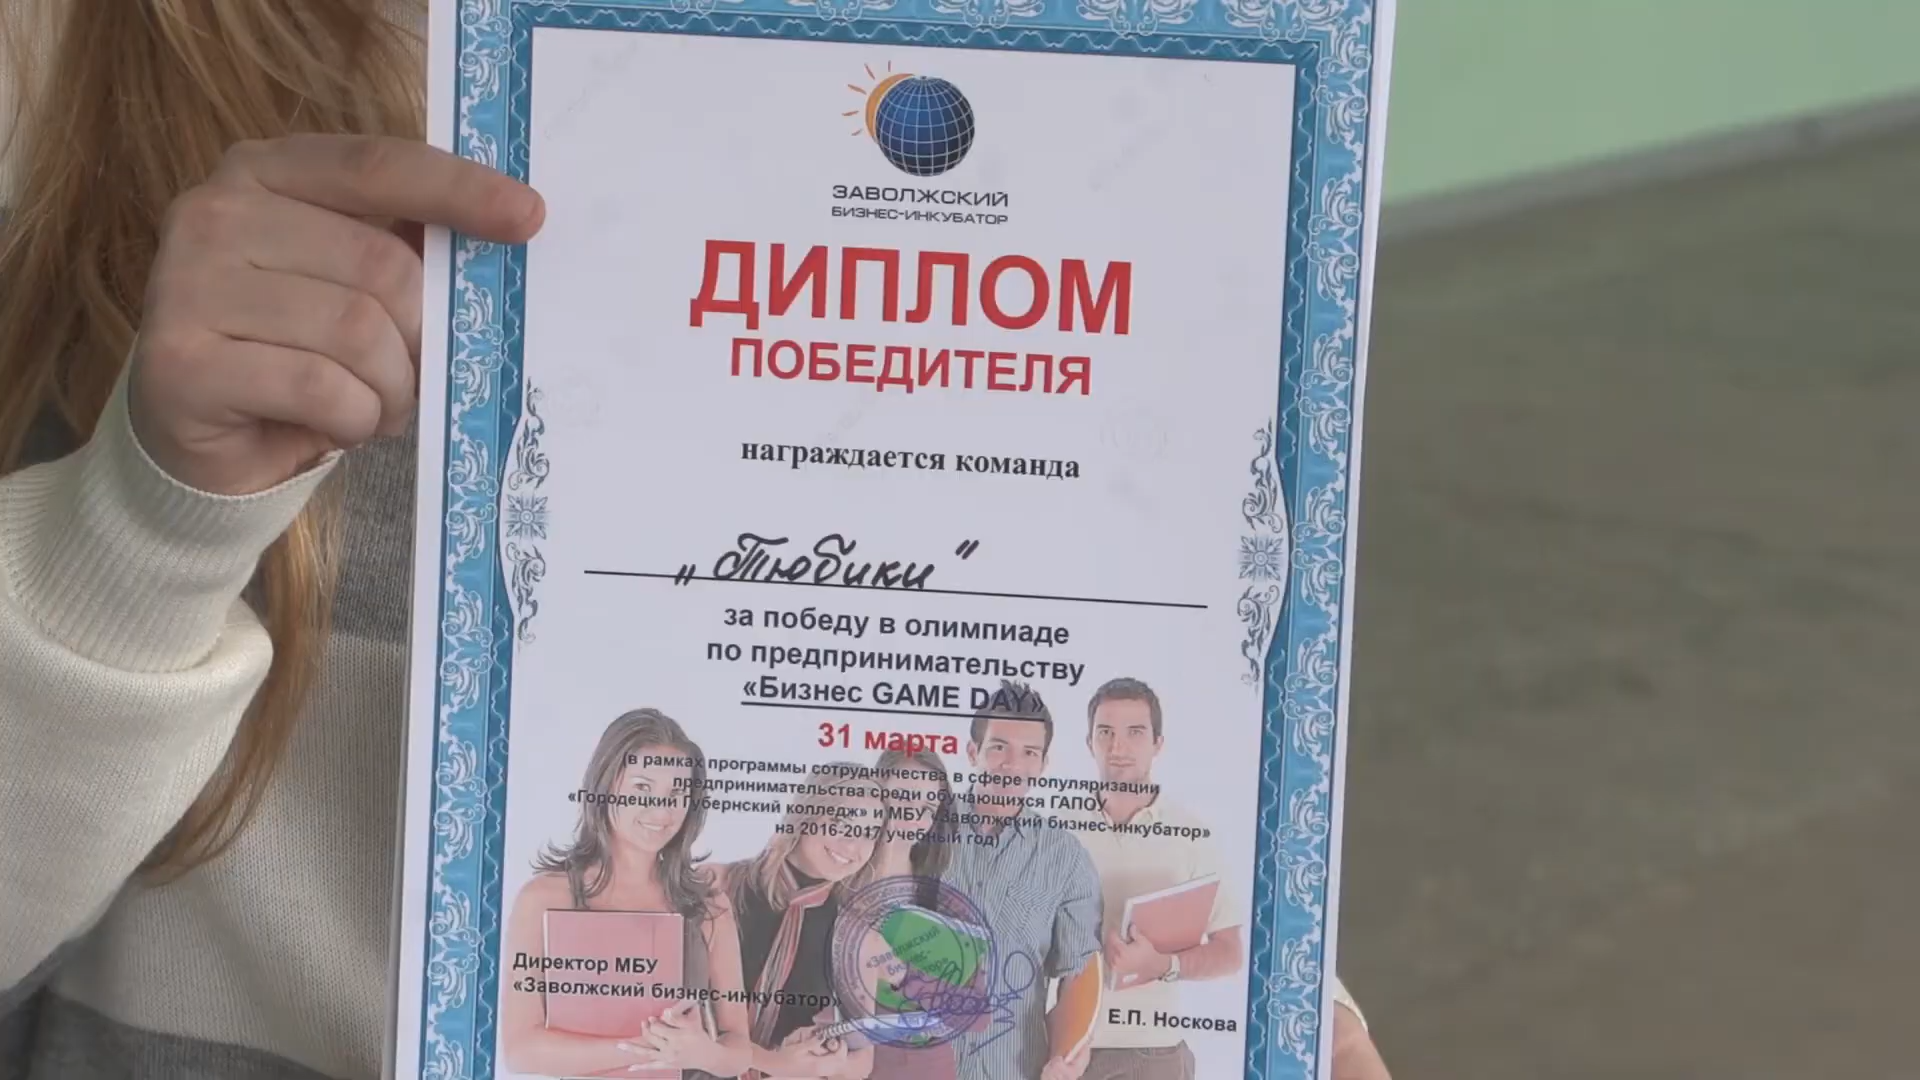 ЗАВОЛЖСКИЙ
БИЗНЕС-ИНКУБАТОР
ДИПЛОМ
ПОБЕДИТЕЛЯ
награждается команда
„Тюбики"
за победу в олимпиаде
по предпринимательству
«Бизнес GAME DAY»
31 марта
(в рамках программы сотрудничества в сфере популяризации
предпринимательства среди обучающихся ГАПОУ
«Городецкий Губернский колледж» и МБУ «Заволжский бизнес-инкубатор»
на 2016-2017 учебный год)
Директор МБУ
«Заволжский бизнес-инкубатор»
Е.П. Носкова
«Заволжский
бизнес-